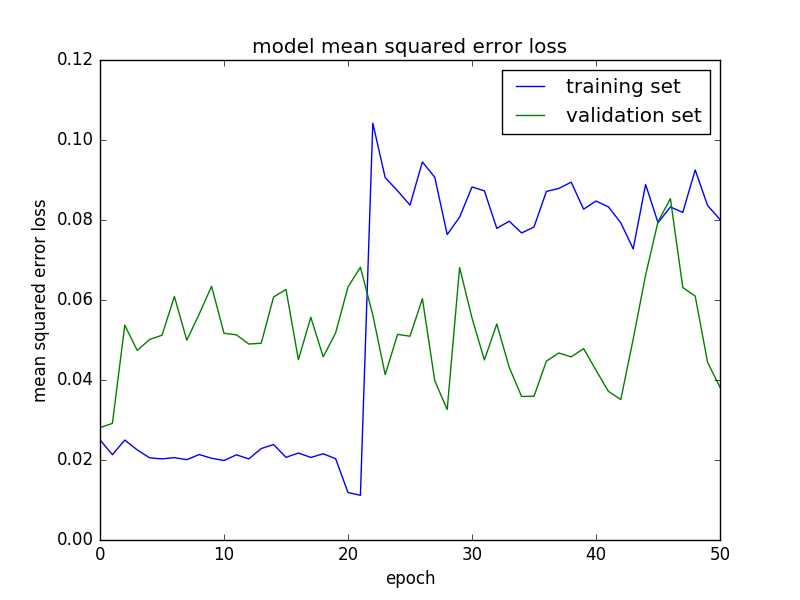 model mean squared error loss
training set
validation set
0.12
0.10
0.08
0.06
0.04
0.02
0.00
mean squared error loss
0 10 20 30 40 50
epoch